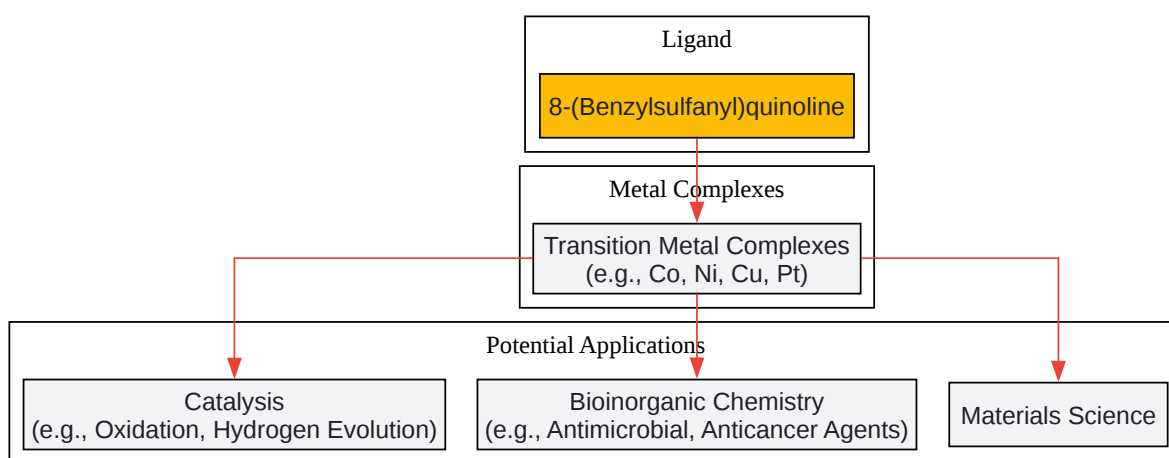 Ligand
8-(Benzylsulfanyl)quinoline
Metal Complexes
Transition Metal Complexes
(e.g., Co, Ni, Cu, Pt)
Potential Applications
Catalysis
(e.g., Oxidation, Hydrogen Evolution)
Bioinorganic Chemistry
(e.g., Antimicrobial, Anticancer Agents)
Materials Science